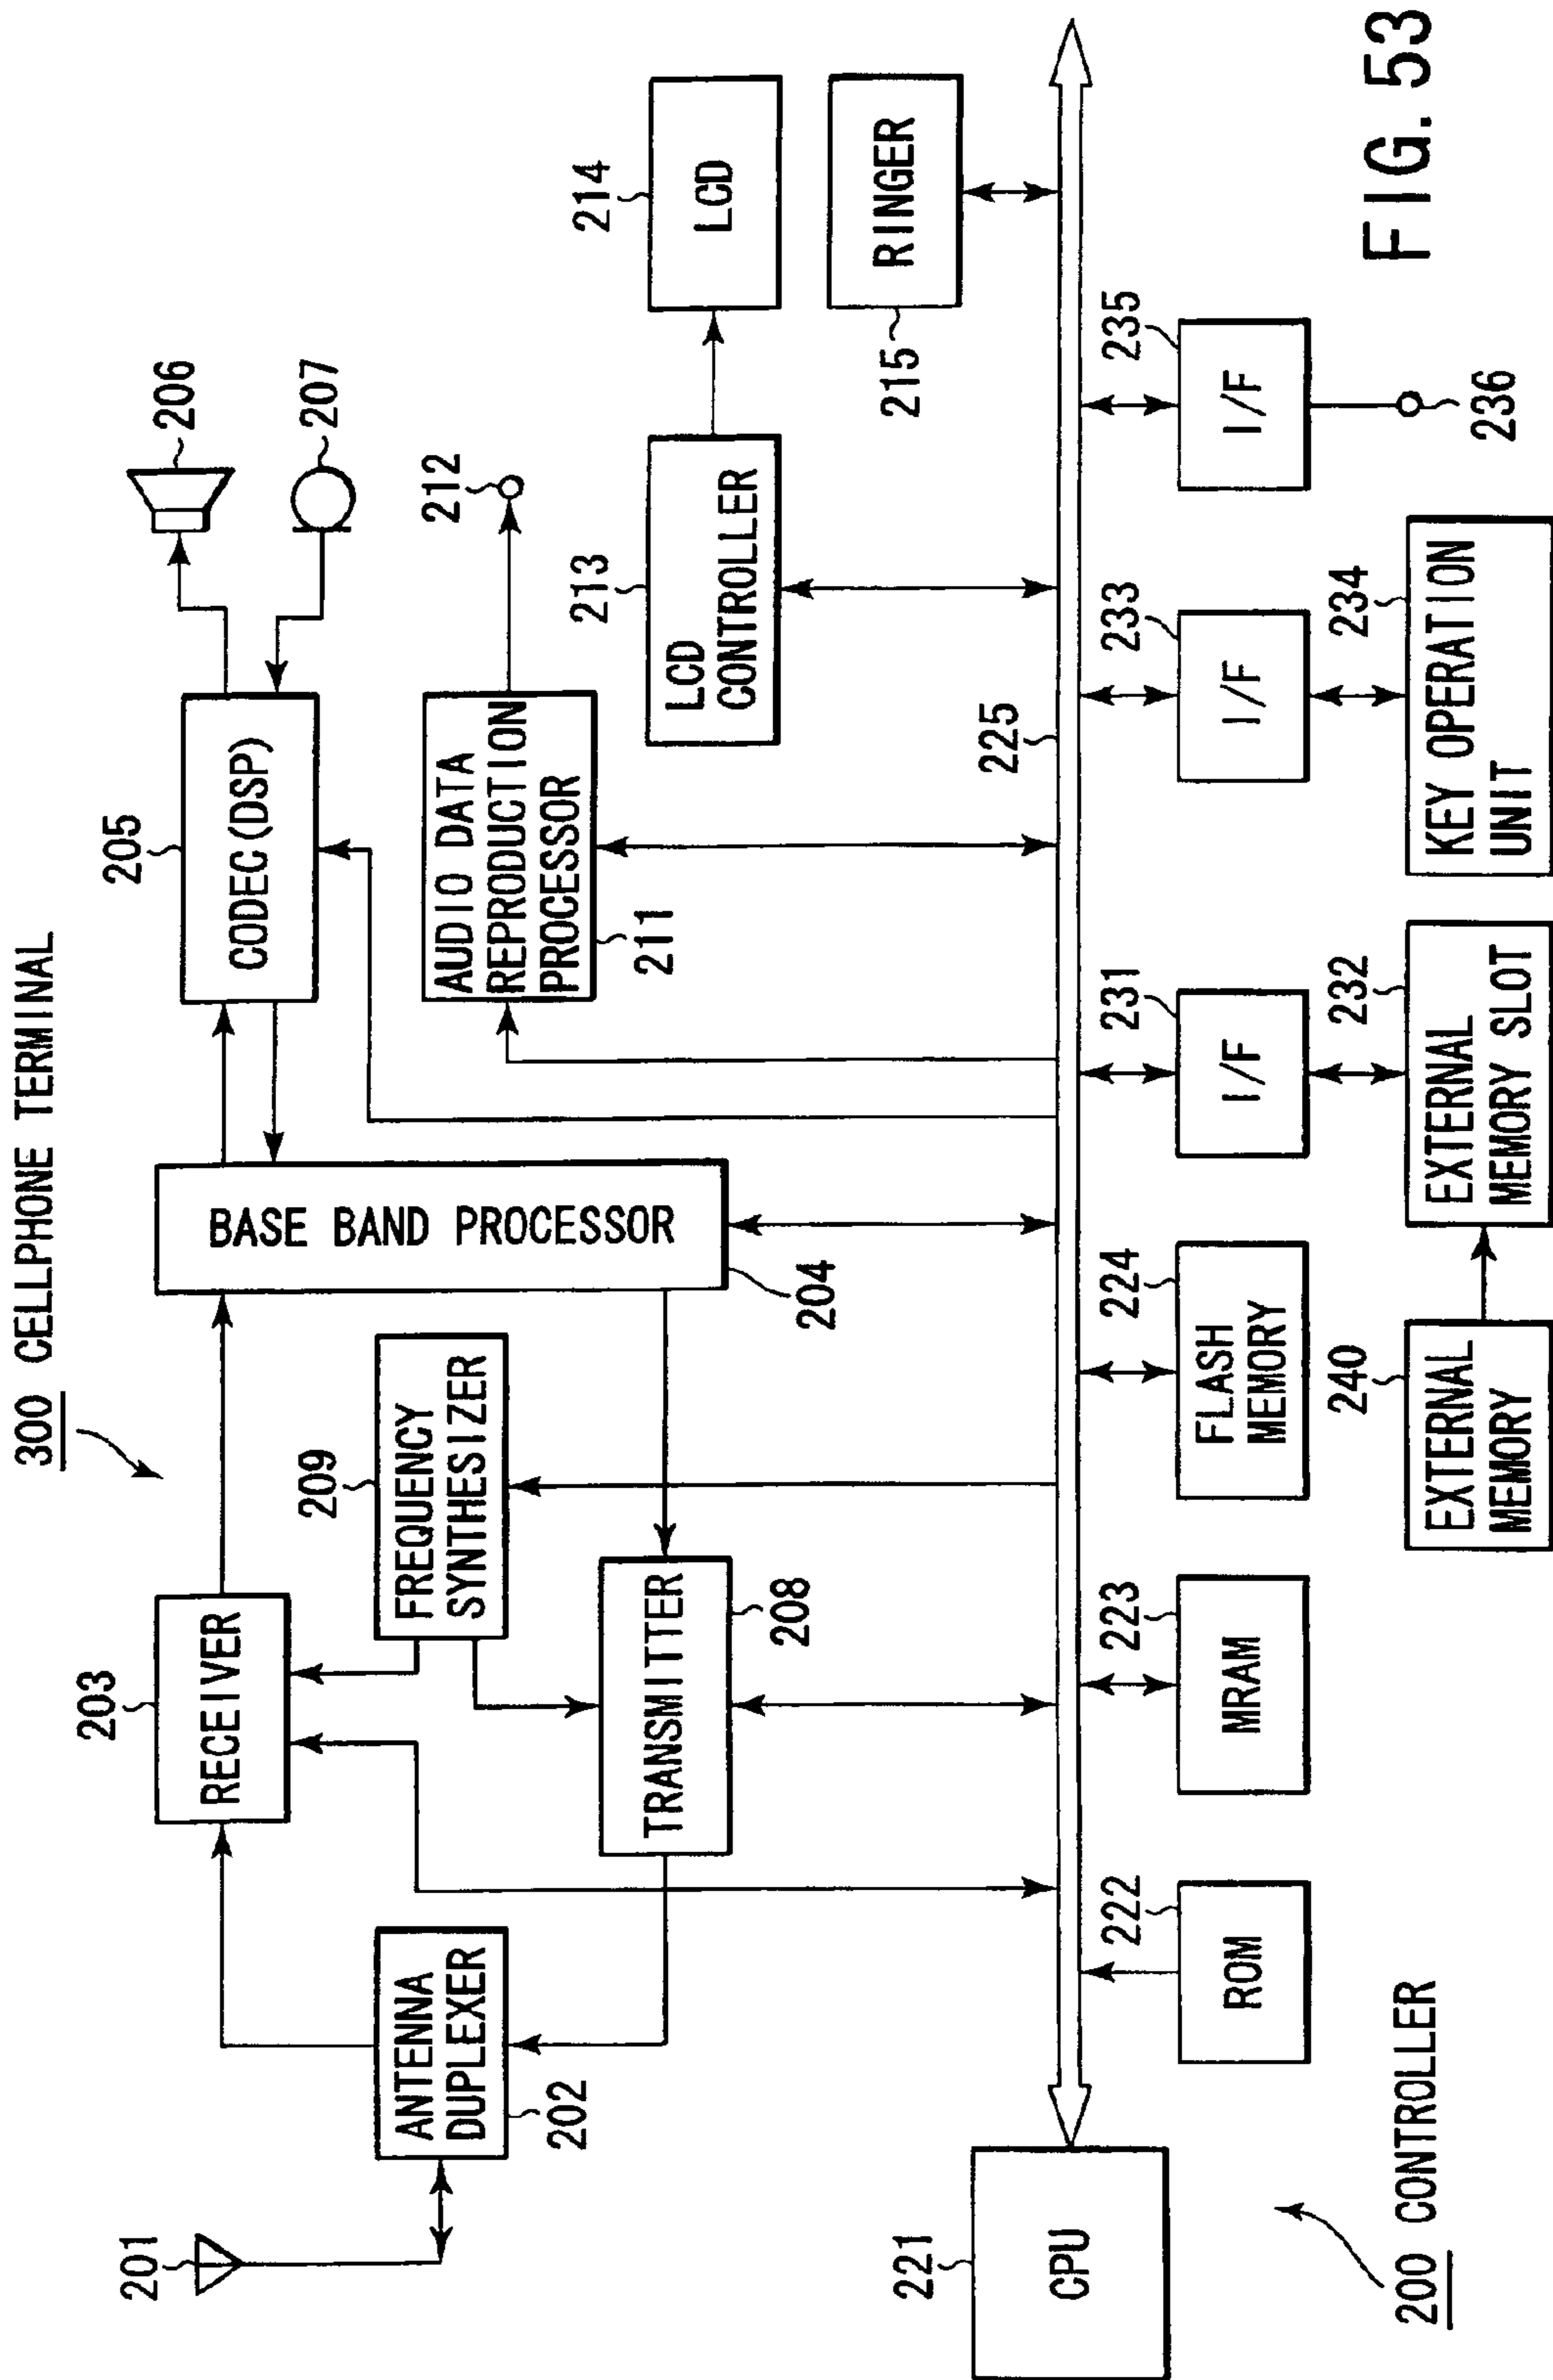 300 CELLPHONE TERMINAL
201
ANTENNA
DUPLEXER
202
203
RECEIVER
209
FREQUENCY
SYNTHESIZER
TRANSMITTER
208
BASE BAND PROCESSOR
204
205
CODEC(DSP)
206
207
AUDIO DATA
REPRODUCTION
PROCESSOR
211
212
213
LCD
CONTROLLER
214
LCD
RINGER
215
221
CPU
225
222
ROM
223
MRAM
224
FLASH
MEMORY
231
I/F
233
I/F
235
I/F
236
240
EXTERNAL
MEMORY
232
EXTERNAL
MEMORY SLOT
234
KEY OPERATION
UNIT
200 CONTROLLER
FIG. 53